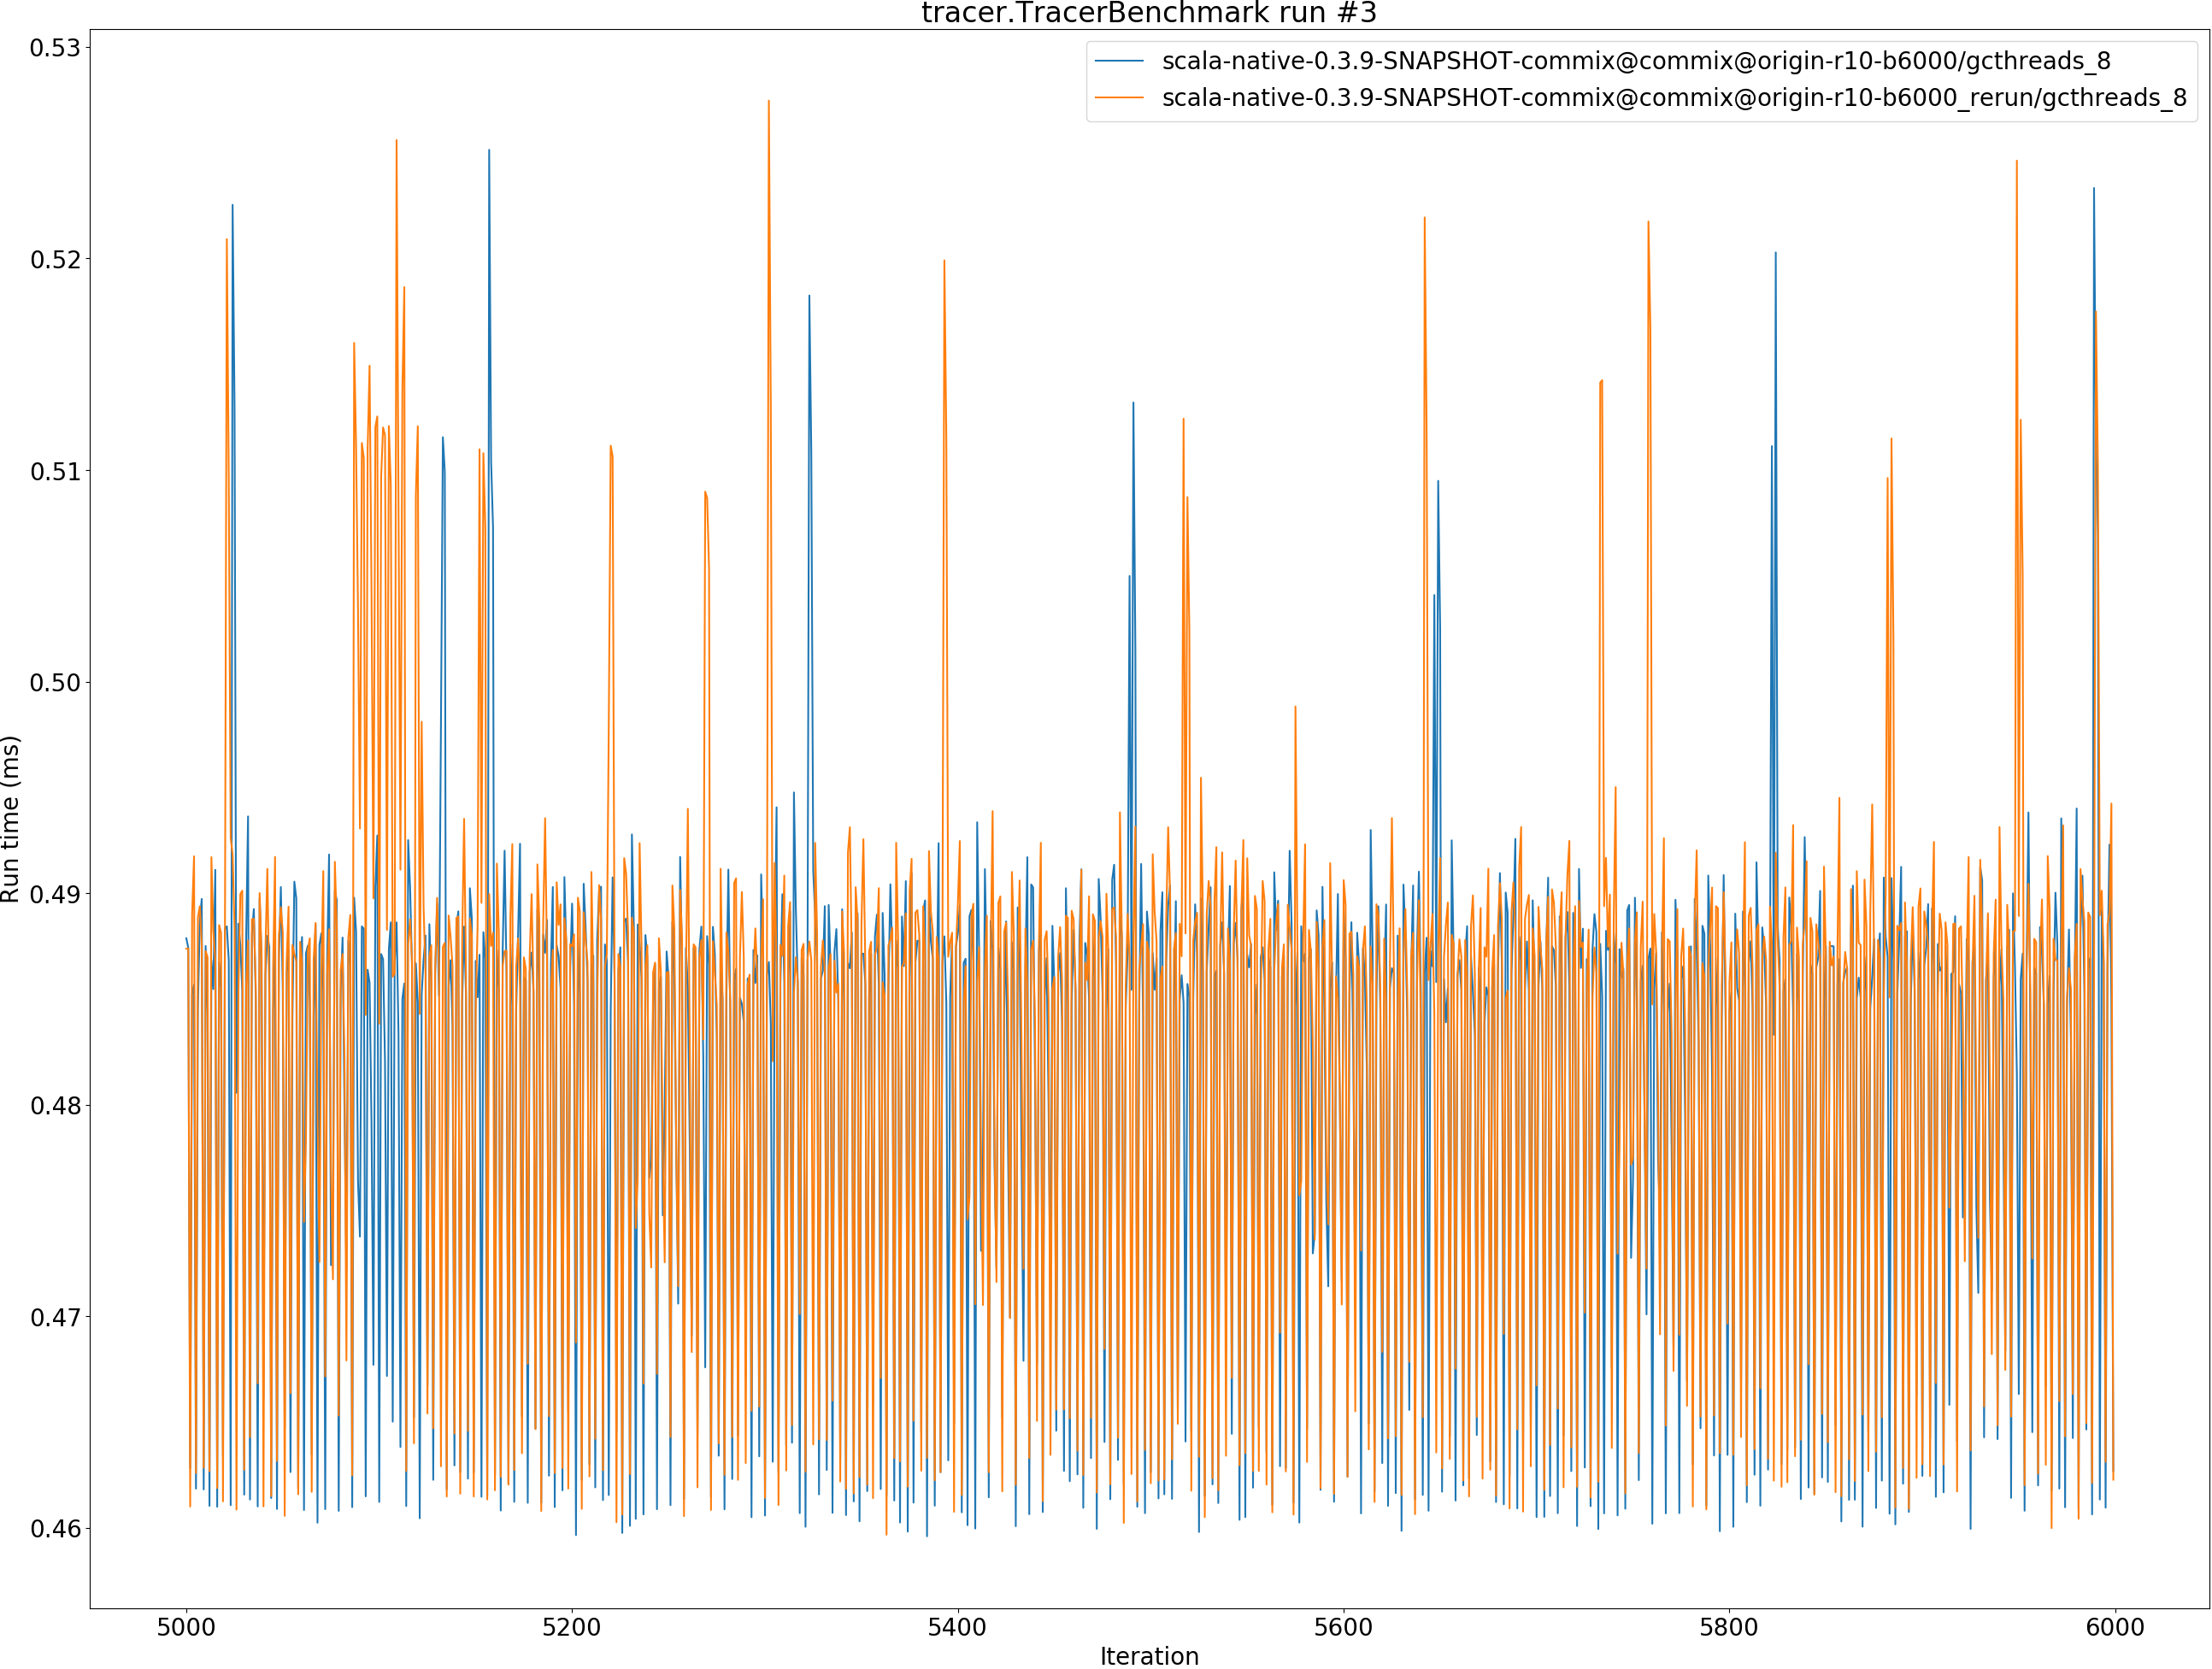 tracer.TracerBenchmark run #3
scala-native-0.3.9-SNAPSHOT-commix@commix@origin-r10-b6000/gcthreads_8
scala-native-0.3.9-SNAPSHOT-commix@commix@origin-r10-b6000_rerun/gcthreads_8
0.53
0.52
0.51
0.50
0.49
0.48
0.47
0.46
Run time (ms)
5000 5200 5400 5600 5800 6000
Iteration